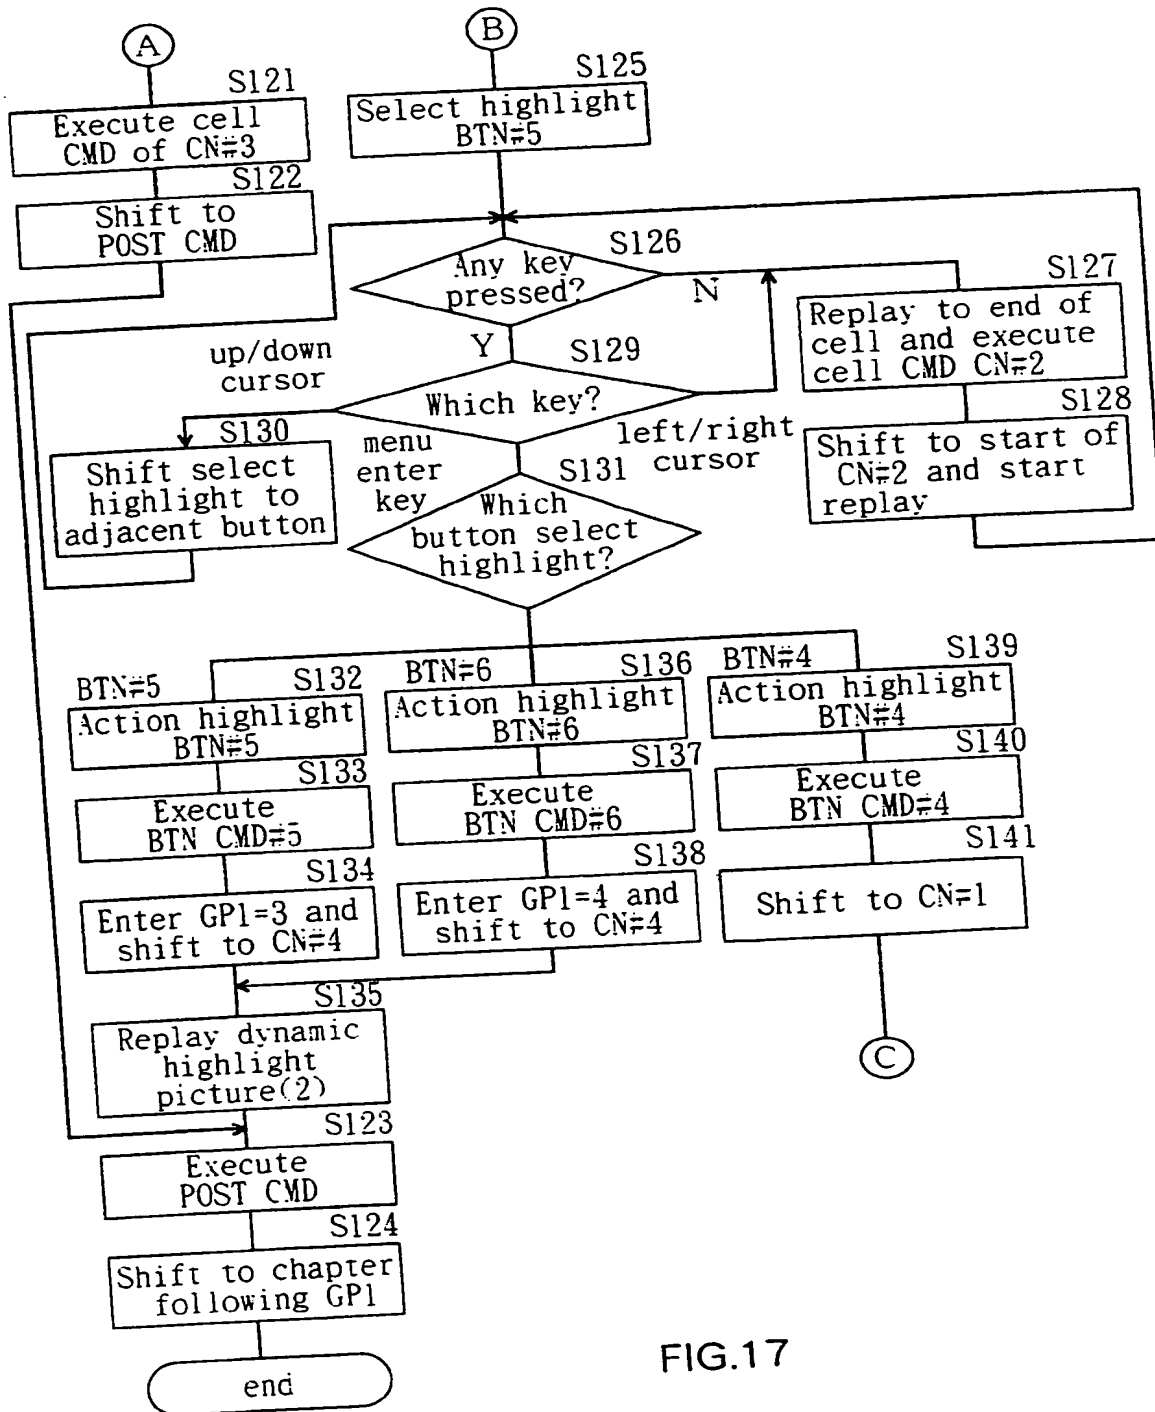 A
S121
Execute cell
CMD of CN#3
S122
Shift to
POST CMD
B
S125
Select highlight
BTN#5
S126
Any key
pressed?
N
Y
S127
Replay to end of
cell and execute
cell CMD CN#2
S128
Shift to start of
CN#2 and start
replay
S129
Which key?
up/down
cursor
menu
enter
key
left/right
cursor
S130
Shift select
highlight to
adjacent button
S131
Which
button select
highlight?
BTN#5
S132
Action highlight
BTN#5
S133
Execute
BTN CMD#5
S134
Enter GP1=3 and
shift to CN#4
BTN#6
S136
Action highlight
BTN#6
S137
Execute
BTN CMD#6
S138
Enter GP1=4 and
shift to CN#4
BTN#4
S139
Action highlight
BTN#4
S140
Execute
BTN CMD#4
S141
Shift to CN#1
C
S135
Replay dynamic
highlight
picture(2)
S123
Execute
POST CMD
S124
Shift to chapter
following GP1
end
FIG.17